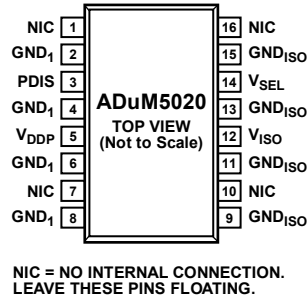 NIC 1
GND1 2
PDIS 3
GND1 4
VDDP 5
GND1 6
NIC 7
GND1 8
ADuM5020
TOP VIEW
(Not to Scale)
16 NIC
15 GNDISO
14 VSEL
13 GNDISO
12 VISO
11 GNDISO
10 NIC
9 GNDISO
NIC = NO INTERNAL CONNECTION.
LEAVE THESE PINS FLOATING.